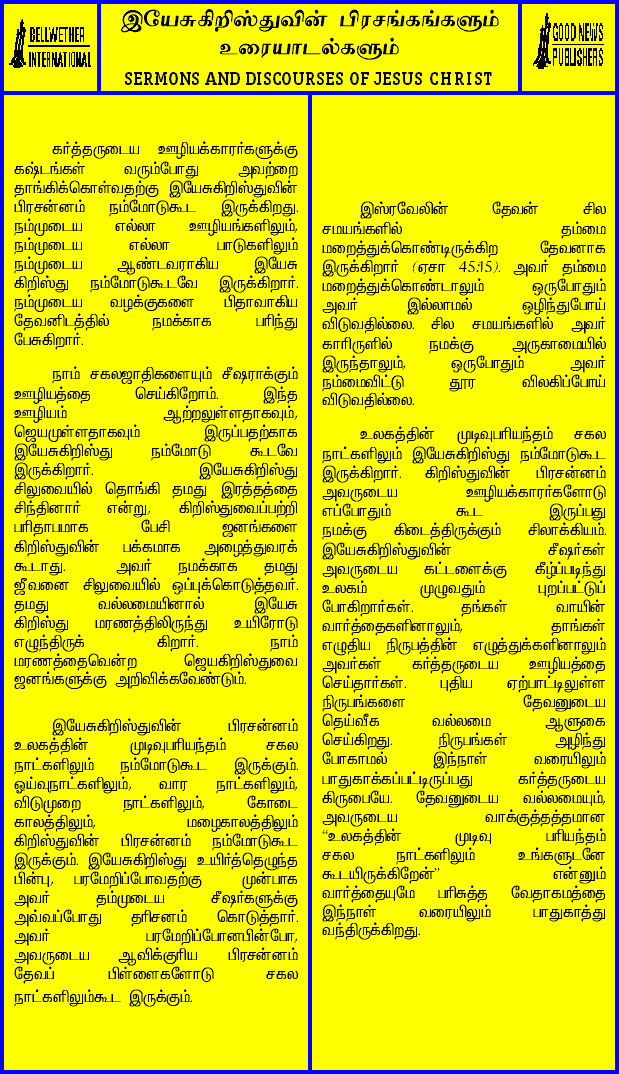 BELLWETHER
INTERNATIONAL
இயேசுகிறிஸ்துவின் பிரசங்கங்களும்
உரையாடல்களும்
SERMONS AND DISCOURSES OF JESUS CHRIST
GOOD NEWS
PUBLISHERS
கர்த்தருடைய ஊழியக்காரர்களுக்கு
கஷ்டங்கள் வரும்போது அவற்றை
தாங்கிக்கொள்வதற்கு இயேசுகிறிஸ்துவின்
பிரசன்னம் நம்மோடுகூட இருக்கிறது.
நம்முடைய எல்லா ஊழியங்களிலும்,
நம்முடைய எல்லா பாடுகளிலும்
நம்முடைய ஆண்டவராகிய இயேசு
கிறிஸ்து நம்மோடுகூடவே இருக்கிறார்.
நம்முடைய வழக்குகளை பிதாவாகிய
தேவனிடத்தில் நமக்காக பரிந்து
பேசுகிறார்.
நாம் சகலஜாதிகளையும் சீஷராக்கும்
ஊழியத்தை செய்கிறோம். இந்த
ஊழியம் ஆற்றலுள்ளதாகவும்,
ஜெயமுள்ளதாகவும் இருப்பதற்காக
இயேசுகிறிஸ்து நம்மோடு கூடவே
இருக்கிறார். இயேசுகிறிஸ்து
சிலுவையில் தொங்கி தமது இரத்தத்தை
சிந்தினார் என்று, கிறிஸ்துவைப்பற்றி
பரிதாபமாக பேசி ஜனங்களை
கிறிஸ்துவின் பக்கமாக அழைத்துவரக்
கூடாது. அவர் நமக்காக தமது
ஜீவனை சிலுவையில் ஒப்புக்கொடுத்தவர்.
தமது வல்லமையினால் இயேசு
கிறிஸ்து மரணத்திலிருந்து உயிரோடு
எழுந்திருக் கிறார். நாம்
மரணத்தைவென்ற ஜெயகிறிஸ்துவை
ஜனங்களுக்கு அறிவிக்கவேண்டும்.
இயேசுகிறிஸ்துவின் பிரசன்னம்
உலகத்தின் முடிவுபரியந்தம் சகல
நாட்களிலும் நம்மோடுகூட இருக்கும்.
ஓய்வுநாட்களிலும், வார நாட்களிலும்,
விடுமுறை நாட்களிலும், கோடை
காலத்திலும், மழைகாலத்திலும்
கிறிஸ்துவின் பிரசன்னம் நம்மோடுகூட
இருக்கும். இயேசுகிறிஸ்து உயிர்த்தெழுந்த
பின்பு, பரமேறிப்போவதற்கு முன்பாக
அவர் தம்முடைய சீஷர்களுக்கு
அவ்வப்போது தரிசனம் கொடுத்தார்.
அவர் பரமேறிப்போனபின்போ,
அவருடைய ஆவிக்குரிய பிரசன்னம்
தேவப் பிள்ளைகளோடு சகல
நாட்களிலும்கூட இருக்கும்.
இஸ்ரவேலின் தேவன் சில
சமயங்களில் தம்மை
மறைத்துக்கொண்டிருக்கிற தேவனாக
இருக்கிறார் (ஏசா 45:15). அவர் தம்மை
மறைத்துக்கொண்டாலும் ஒருபோதும்
அவர் இல்லாமல் ஒழிந்துபோய்
விடுவதில்லை. சில சமயங்களில் அவர்
காரிருளில் நமக்கு அருகாமையில்
இருந்தாலும், ஒருபோதும் அவர்
நம்மைவிட்டு தூர விலகிப்போய்
விடுவதில்லை.
உலகத்தின் முடிவுபரியந்தம் சகல
நாட்களிலும் இயேசுகிறிஸ்து நம்மோடுகூட
இருக்கிறார். கிறிஸ்துவின் பிரசன்னம்
அவருடைய ஊழியக்காரர்களோடு
எப்போதும் கூட இருப்பது
நமக்கு கிடைத்திருக்கும் சிலாக்கியம்.
இயேசுகிறிஸ்துவின் சீஷர்கள்
அவருடைய கட்டளைக்கு கீழ்ப்படிந்து
உலகம் முழுவதும் புறப்பட்டுப்
போகிறார்கள். தங்கள் வாயின்
வார்த்தைகளினாலும், தாங்கள்
எழுதிய நிருபத்தின் எழுத்துக்களினாலும்
அவர்கள் கர்த்தருடைய ஊழியத்தை
செய்தார்கள். புதிய ஏற்பாட்டிலுள்ள
நிருபங்களை தேவனுடைய
தெய்வீக வல்லமை ஆளுகை
செய்கிறது. நிருபங்கள் அழிந்து
போகாமல் இந்நாள் வரையிலும்
பாதுகாக்கப்பட்டிருப்பது கர்த்தருடைய
கிருபையே. தேவனுடைய வல்லமையும்,
அவருடைய வாக்குத்தத்தமான
“உலகத்தின் முடிவு பரியந்தம்
சகல நாட்களிலும் உங்களுடனே
கூடயிருக்கிறேன்” என்னும்
வார்த்தையுமே பரிசுத்த வேதாகமத்தை
இந்நாள் வரையிலும் பாதுகாத்து
வந்திருக்கிறது.